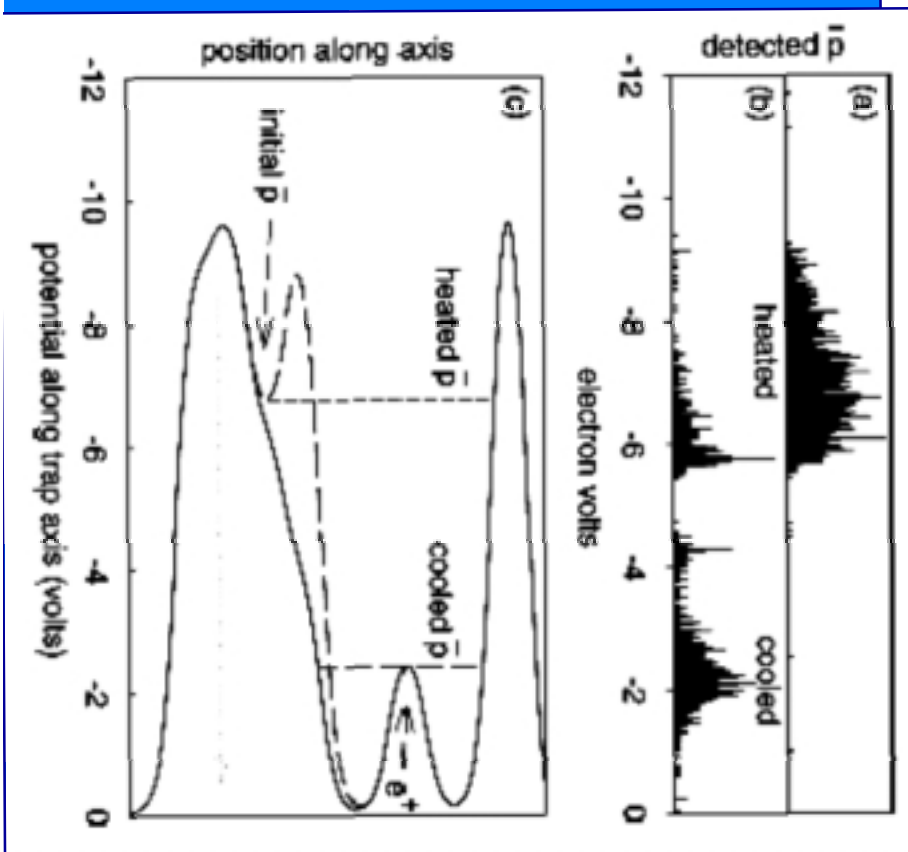 detected p̄
(a)
(b)
heated
cooled
-12 -10 -8 -6 -4 -2 0
electron volts
position along axis
(c)
heated p̄
cooled p̄
initial p̄
e⁺
-12 -10 -8 -6 -4 -2 0
potential along trap axis (volts)